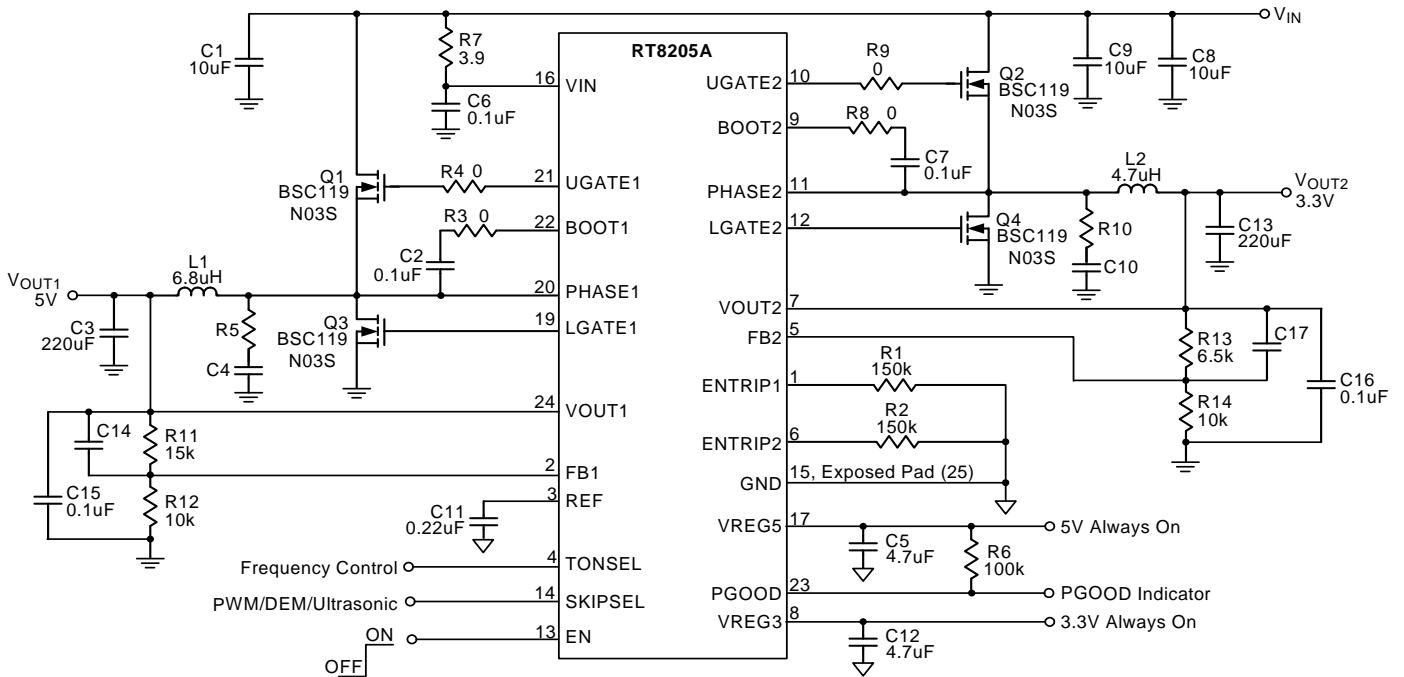 VIN
C1
10uF
R7
3.9
RT8205A
R9
0
Q2
BSC119
N03S
C9
10uF
C8
10uF
16
VIN
UGATE2
10
C6
0.1uF
BOOT2
9
R8 0
C7
0.1uF
Q1
BSC119
N03S
R4 0
21
UGATE1
PHASE2
11
L2
4.7uH
VOUT2
3.3V
R3 0
22
BOOT1
LGATE2
12
Q4
BSC119
N03S
R10
C10
C13
220uF
C2
0.1uF
L1
6.8uH
VOUT1
5V
20
PHASE1
VOUT2
7
C3
220uF
R5
C4
Q3
BSC119
N03S
19
LGATE1
FB2
5
R13
6.5k
C17
ENTRIP1
1
R1
150k
C16
0.1uF
24
VOUT1
R14
10k
C14
R11
15k
ENTRIP2
6
R2
150k
2
FB1
GND
15, Exposed Pad (25)
C15
0.1uF
R12
10k
3
REF
C11
0.22uF
VREG5
17
5V Always On
C5
4.7uF
R6
100k
Frequency Control
4
TONSEL
PGOOD
23
PGOOD Indicator
PWM/DEM/Ultrasonic
14
SKIPSEL
VREG3
8
3.3V Always On
ON
OFF
13
EN
C12
4.7uF